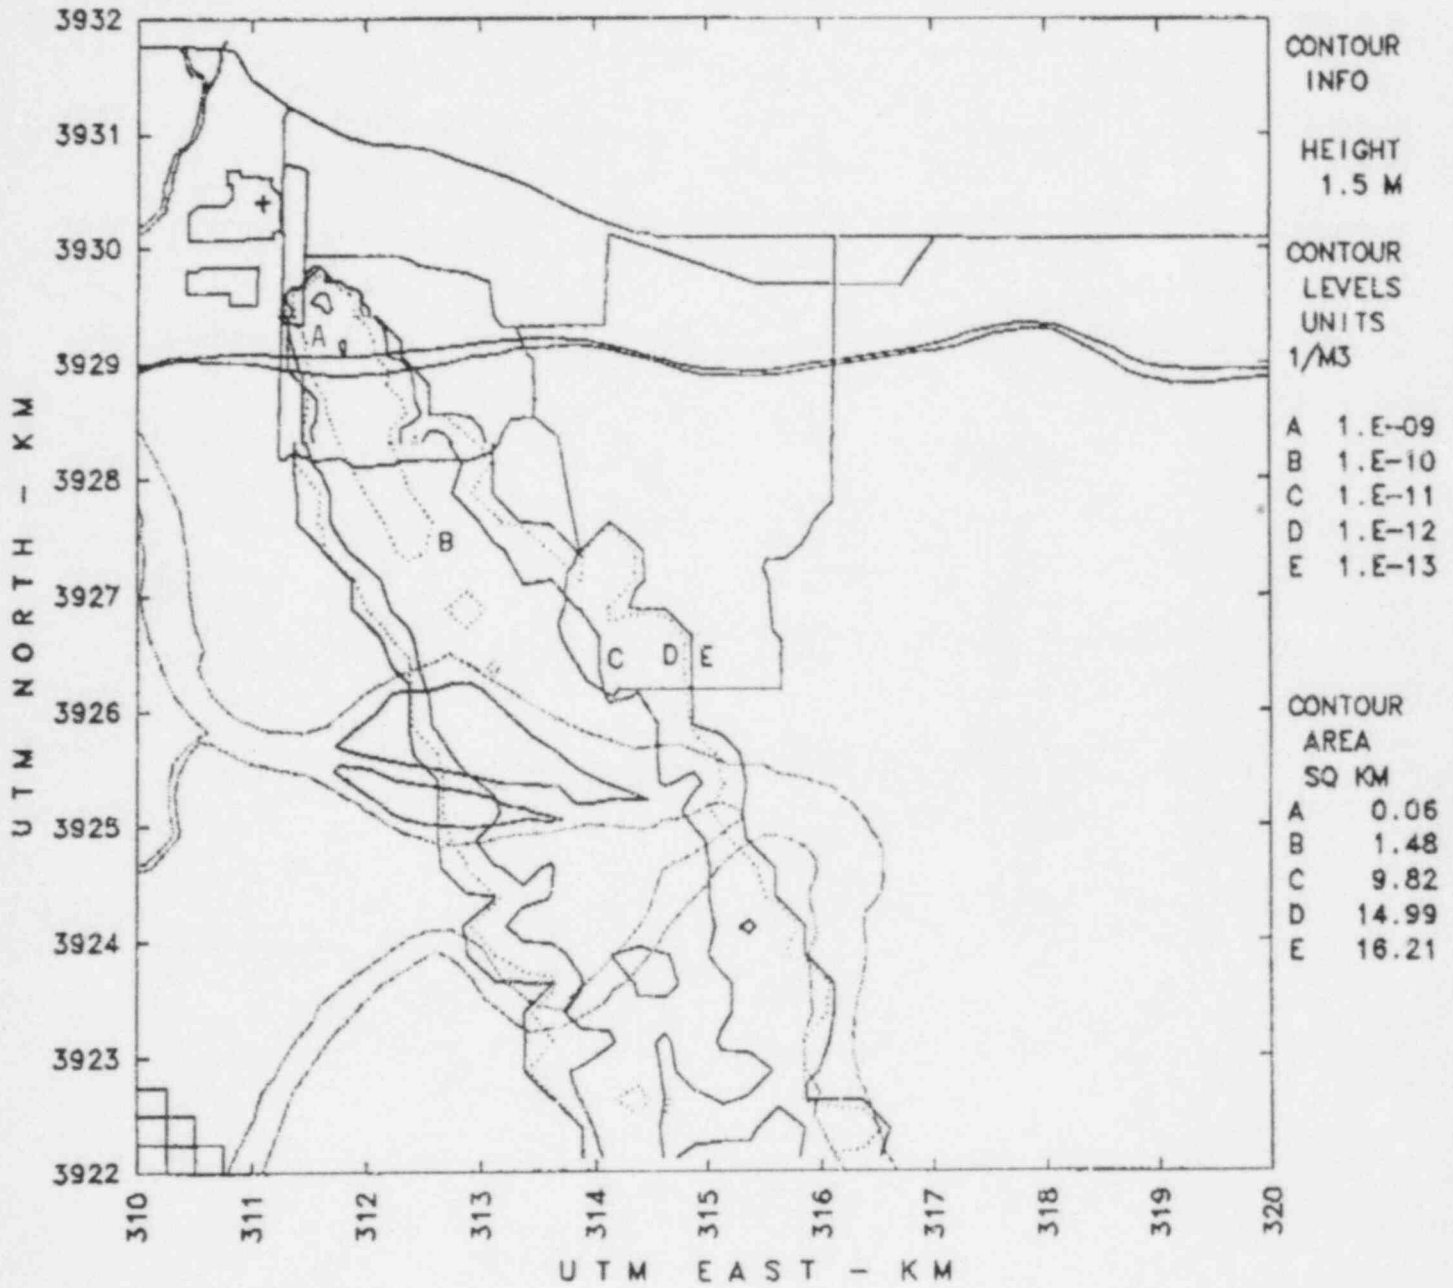 3932
3931
3930
3929
3928
3927
3926
3925
3924
3923
3922
UTM NORTH - KM
310
311
312
313
314
315
316
317
318
319
320
UTM EAST - KM
A
B
C
D
E
CONTOUR
INFO
HEIGHT
1.5 M
CONTOUR
LEVELS
UNITS
1/M3
A 1.E-09
B 1.E-10
C 1.E-11
D 1.E-12
E 1.E-13
CONTOUR
AREA
SQ KM
A 0.06
B 1.48
C 9.82
D 14.99
E 16.21